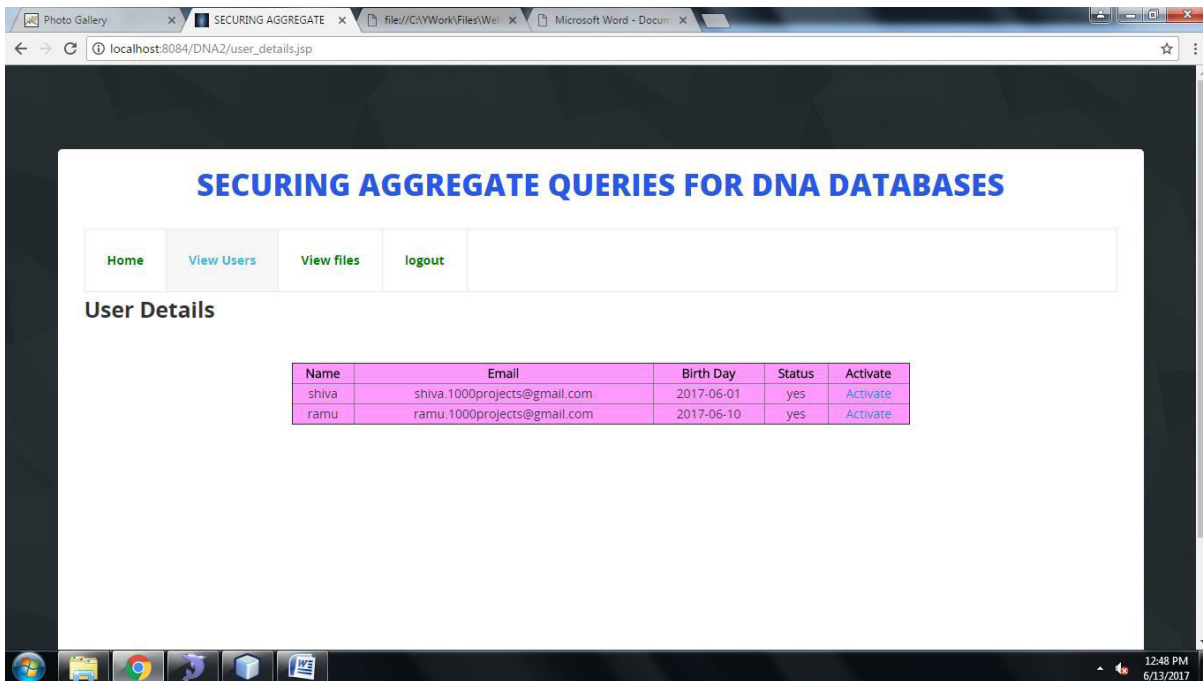 Photo Gallery
SECURING AGGREGATE
file:///C:/YWork/Files/Web
Microsoft Word - Docum
localhost:8084/DNA2/user_details.jsp
SECURING AGGREGATE QUERIES FOR DNA DATABASES
Home View Users View files logout
User Details
Name Email Birth Day Status Activate
shiva shiva.1000projects@gmail.com 2017-06-01 yes Activate
ramu ramu.1000projects@gmail.com 2017-06-10 yes Activate
12:48 PM
6/13/2017